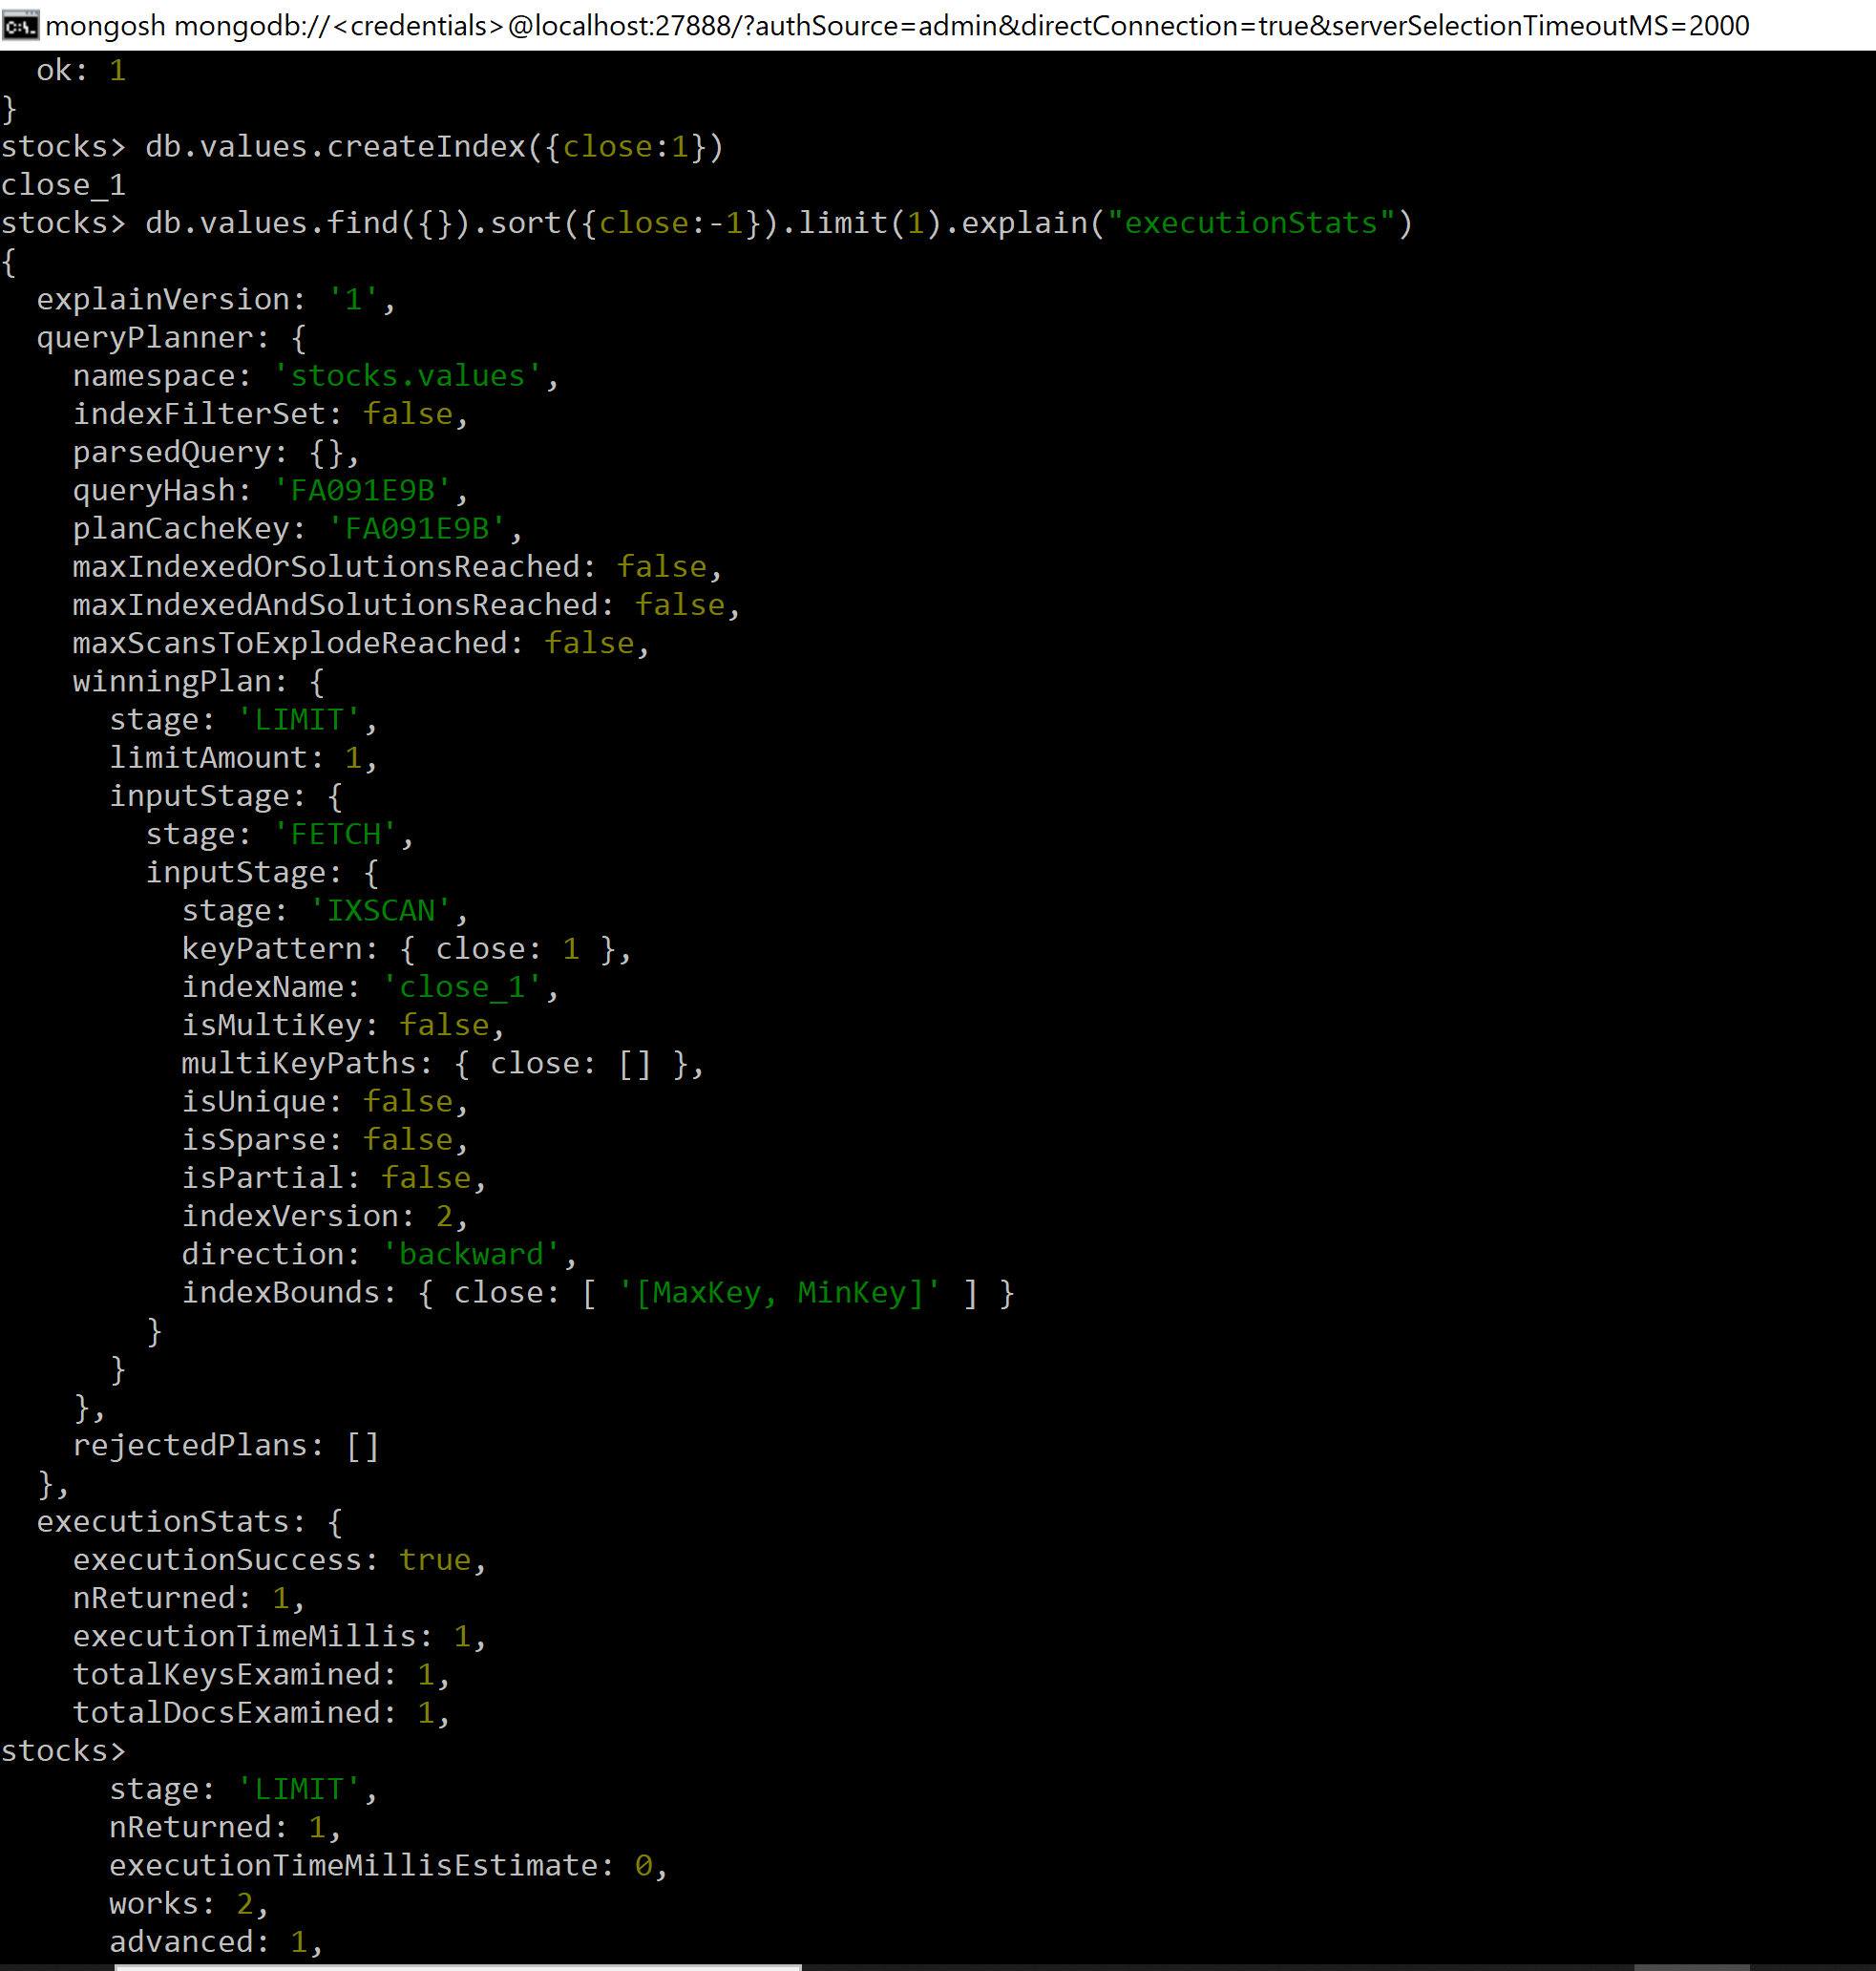 mongosh mongodb://<credentials>@localhost:27888/?authSource=admin&directConnection=true&serverSelectionTimeoutMS=2000
  ok: 1
}
stocks> db.values.createIndex({close:1})
close_1
stocks> db.values.find({}).sort({close:-1}).limit(1).explain("executionStats")
{
  explainVersion: '1',
  queryPlanner: {
    namespace: 'stocks.values',
    indexFilterSet: false,
    parsedQuery: {},
    queryHash: 'FA091E9B',
    planCacheKey: 'FA091E9B',
    maxIndexedOrSolutionsReached: false,
    maxIndexedAndSolutionsReached: false,
    maxScansToExplodeReached: false,
    winningPlan: {
      stage: 'LIMIT',
      limitAmount: 1,
      inputStage: {
        stage: 'FETCH',
        inputStage: {
          stage: 'IXSCAN',
          keyPattern: { close: 1 },
          indexName: 'close_1',
          isMultiKey: false,
          multiKeyPaths: { close: [] },
          isUnique: false,
          isSparse: false,
          isPartial: false,
          indexVersion: 2,
          direction: 'backward',
          indexBounds: { close: [ '[MaxKey, MinKey]' ] }
        }
      }
    },
    rejectedPlans: []
  },
  executionStats: {
    executionSuccess: true,
    nReturned: 1,
    executionTimeMillis: 1,
    totalKeysExamined: 1,
    totalDocsExamined: 1,
stocks>
      stage: 'LIMIT',
      nReturned: 1,
      executionTimeMillisEstimate: 0,
      works: 2,
      advanced: 1,